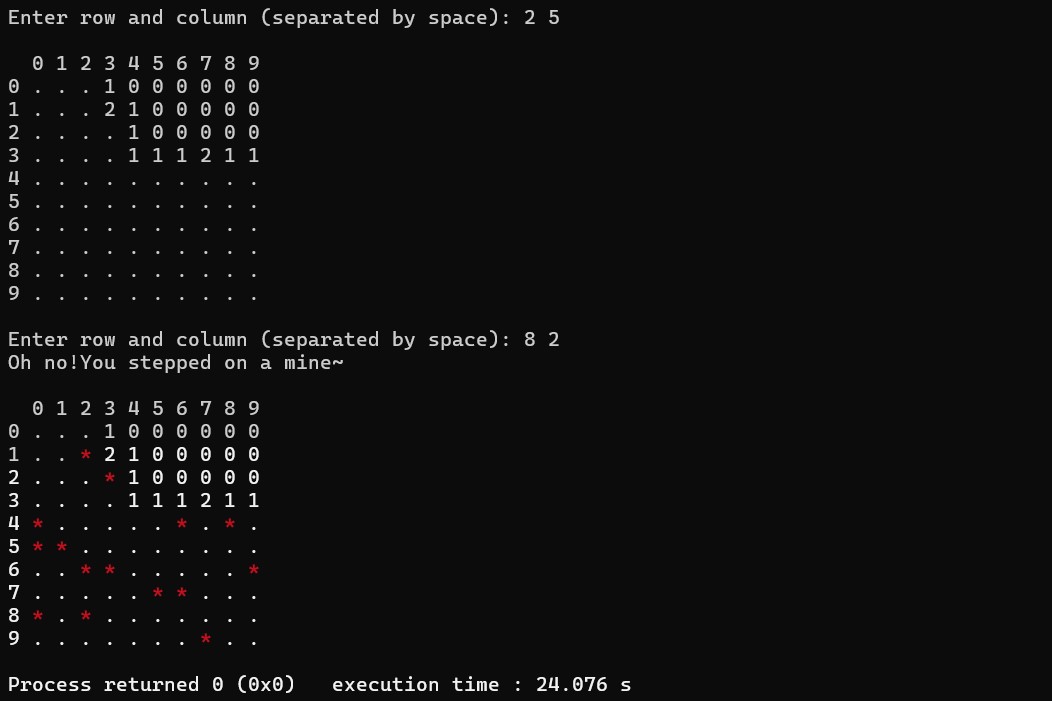 Enter row and column (separated by space): 2 5
  0 1 2 3 4 5 6 7 8 9
0 . . . 1 0 0 0 0 0 0
1 . . . 2 1 0 0 0 0 0
2 . . . . 1 0 0 0 0 0
3 . . . . 1 1 1 2 1 1
4 . . . . . . . . . .
5 . . . . . . . . . .
6 . . . . . . . . . .
7 . . . . . . . . . .
8 . . . . . . . . . .
9 . . . . . . . . . .
Enter row and column (separated by space): 8 2
Oh no!You stepped on a mine~
  0 1 2 3 4 5 6 7 8 9
0 . . . 1 0 0 0 0 0 0
1 . . * 2 1 0 0 0 0 0
2 . . . * 1 0 0 0 0 0
3 . . . . 1 1 1 2 1 1
4 * . . . . . * . * .
5 * * . . . . . . . .
6 . . * * . . . . . *
7 . . . . . * * . . .
8 * . * . . . . . . .
9 . . . . . . . * . .
Process returned 0 (0x0)   execution time : 24.076 s